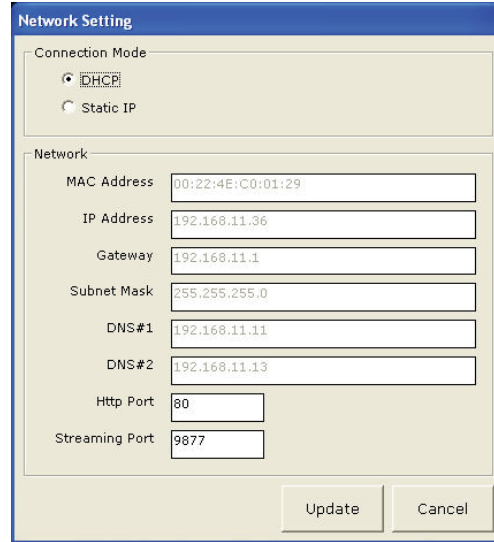 Network Setting
Connection Mode
DHCP
Static IP
Network
MAC Address 00:22:4E:C0:01:29
IP Address 192.168.11.36
Gateway 192.168.11.1
Subnet Mask 255.255.255.0
DNS#1 192.168.11.11
DNS#2 192.168.11.13
Http Port 80
Streaming Port 9877
Update Cancel